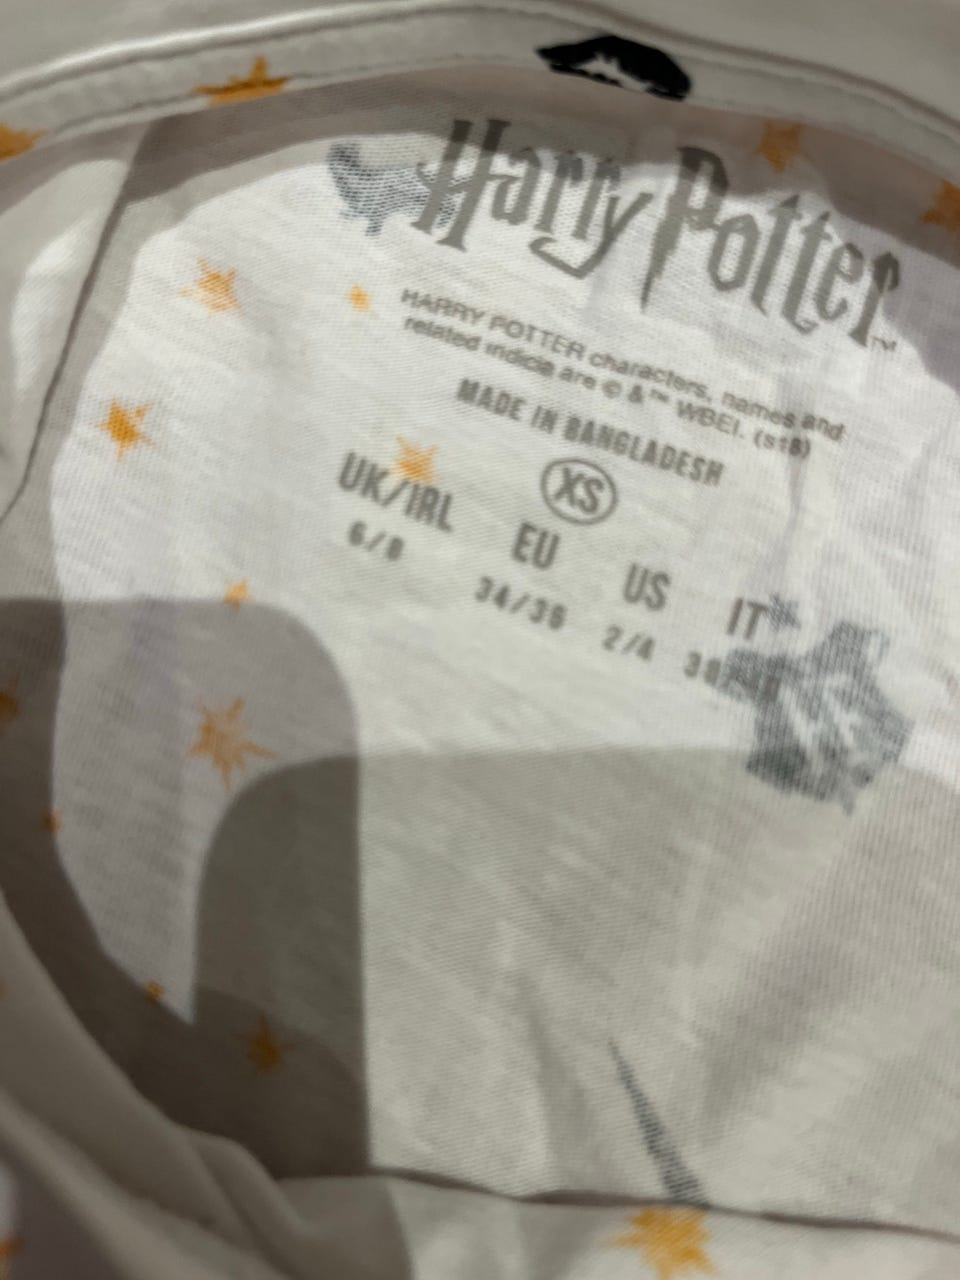 Harry Potter™
HARRY POTTER characters, names and
related indicia are © & ™ WBEI. (s18)
MADE IN BANGLADESH
XS
UK/IRL EU US IT
6/8 34/36 2/4